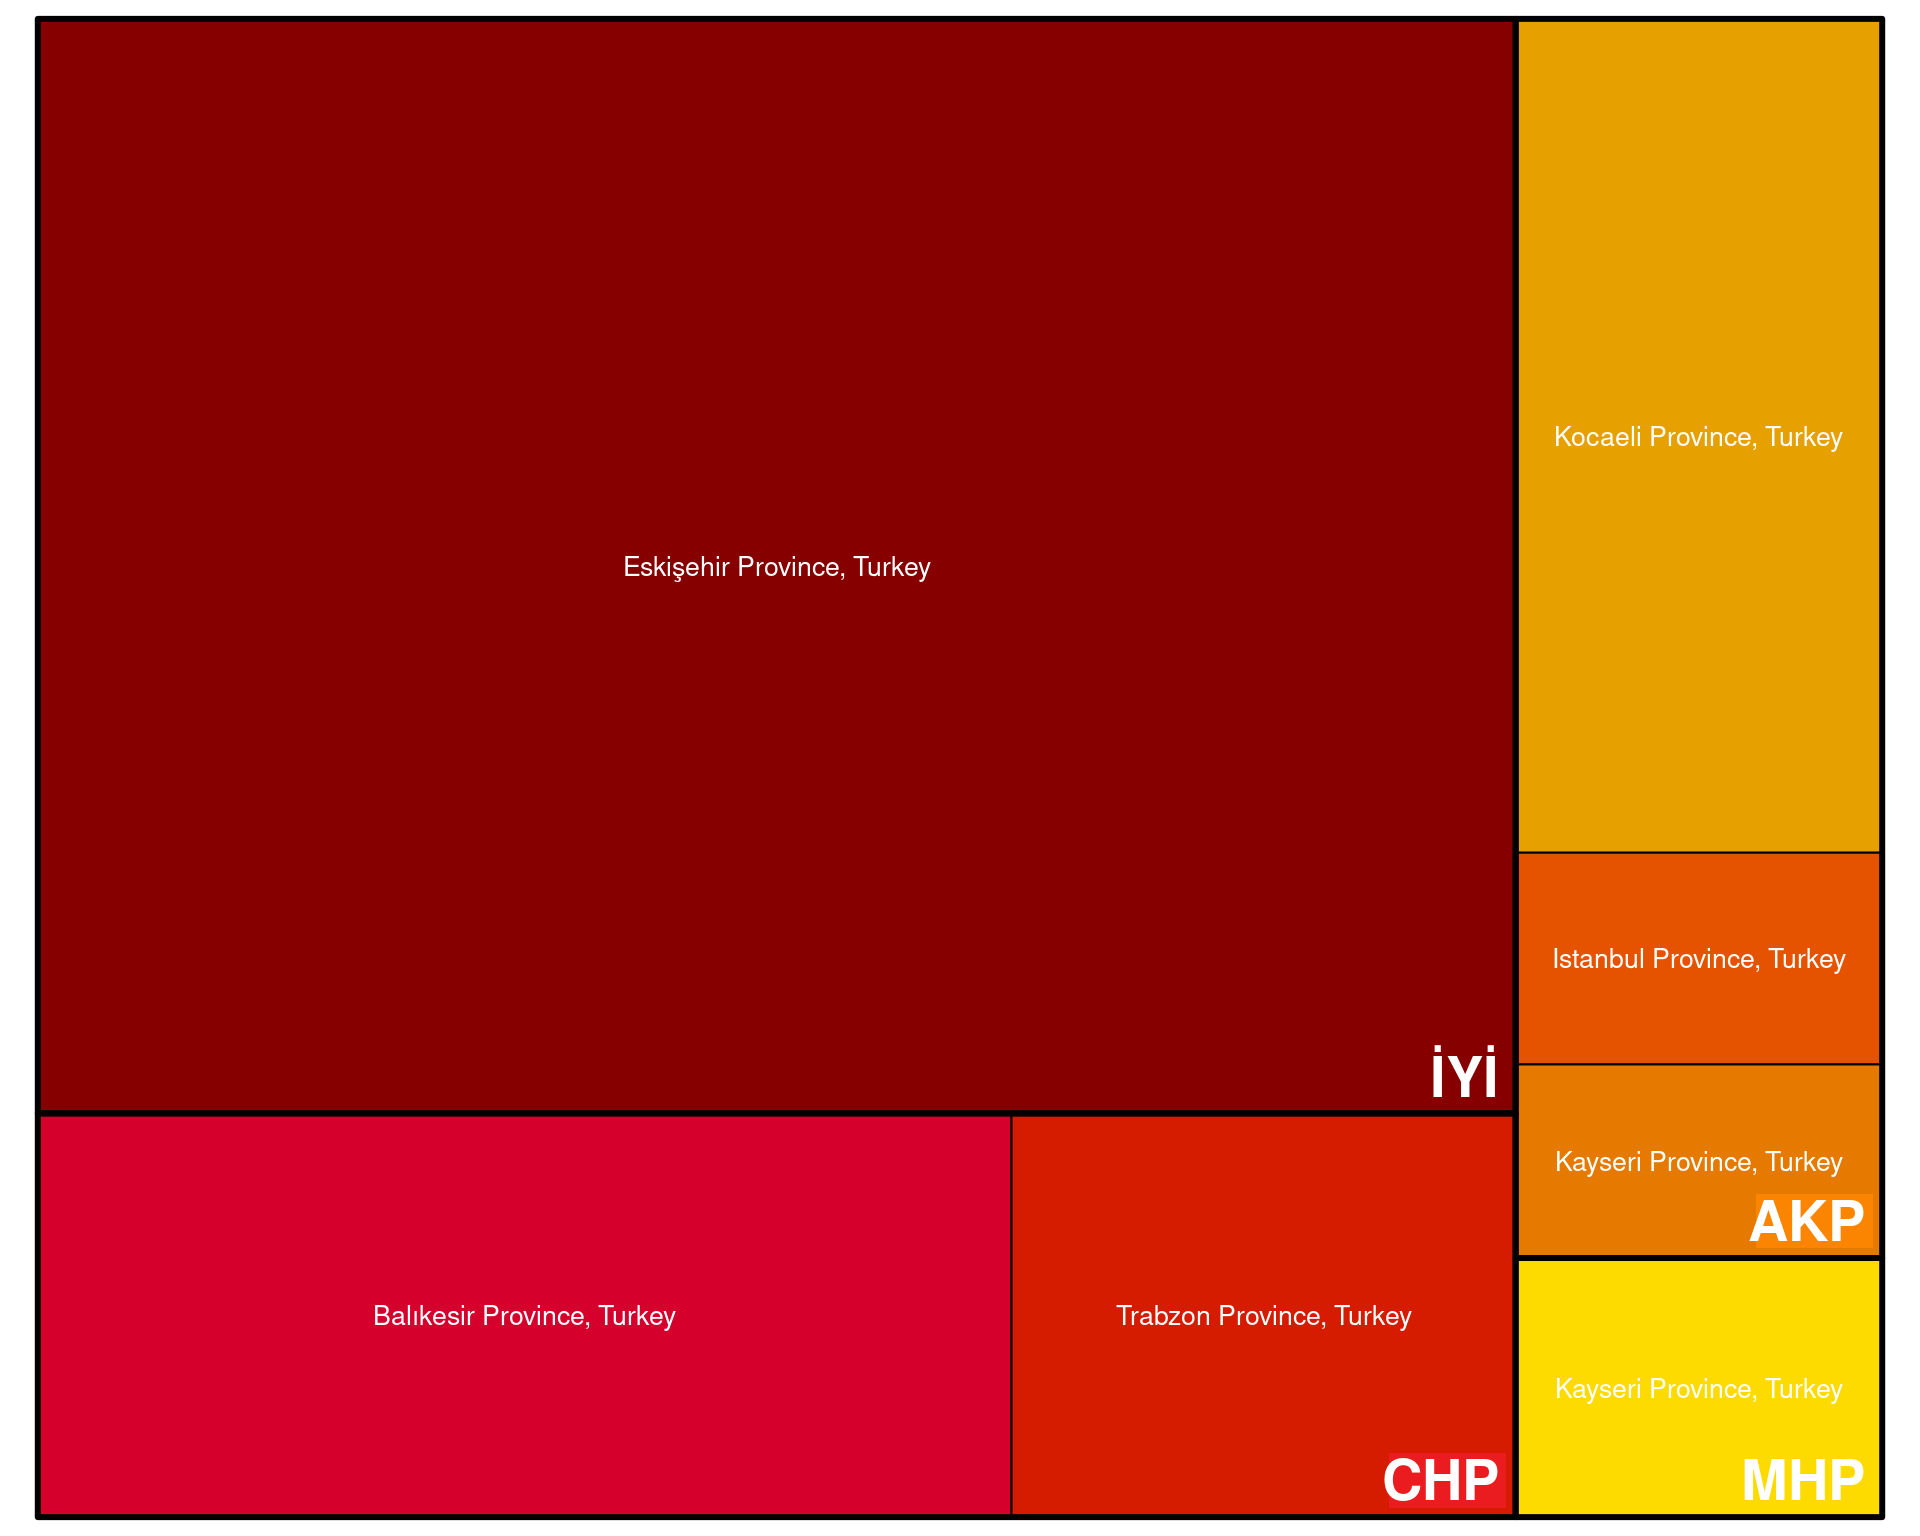 Eskişehir Province, Turkey
İYİ
Balıkesir Province, Turkey
Trabzon Province, Turkey
CHP
Kocaeli Province, Turkey
Istanbul Province, Turkey
Kayseri Province, Turkey
AKP
Kayseri Province, Turkey
MHP